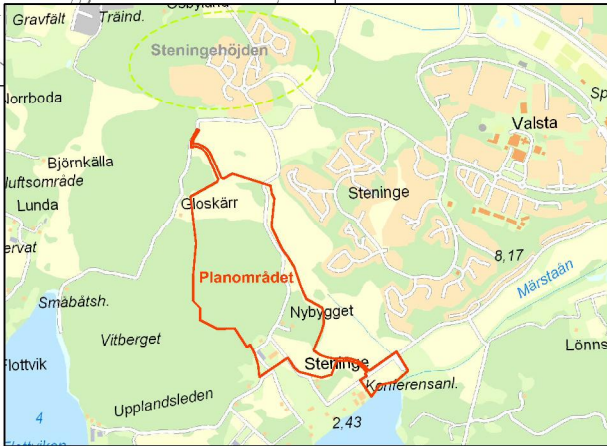 Gravfält
Träind.
Steningehöjden
Norrboda
Valsta
Björnkälla
luftsområde
Lunda
Gloskärr
Steninge
8,17
Märstaån
Planområdet
Småbåtsh.
Vitberget
Nybygget
Flottvik
Steninge
Lönns
Konferensanl.
Upplandsleden
2,43
4